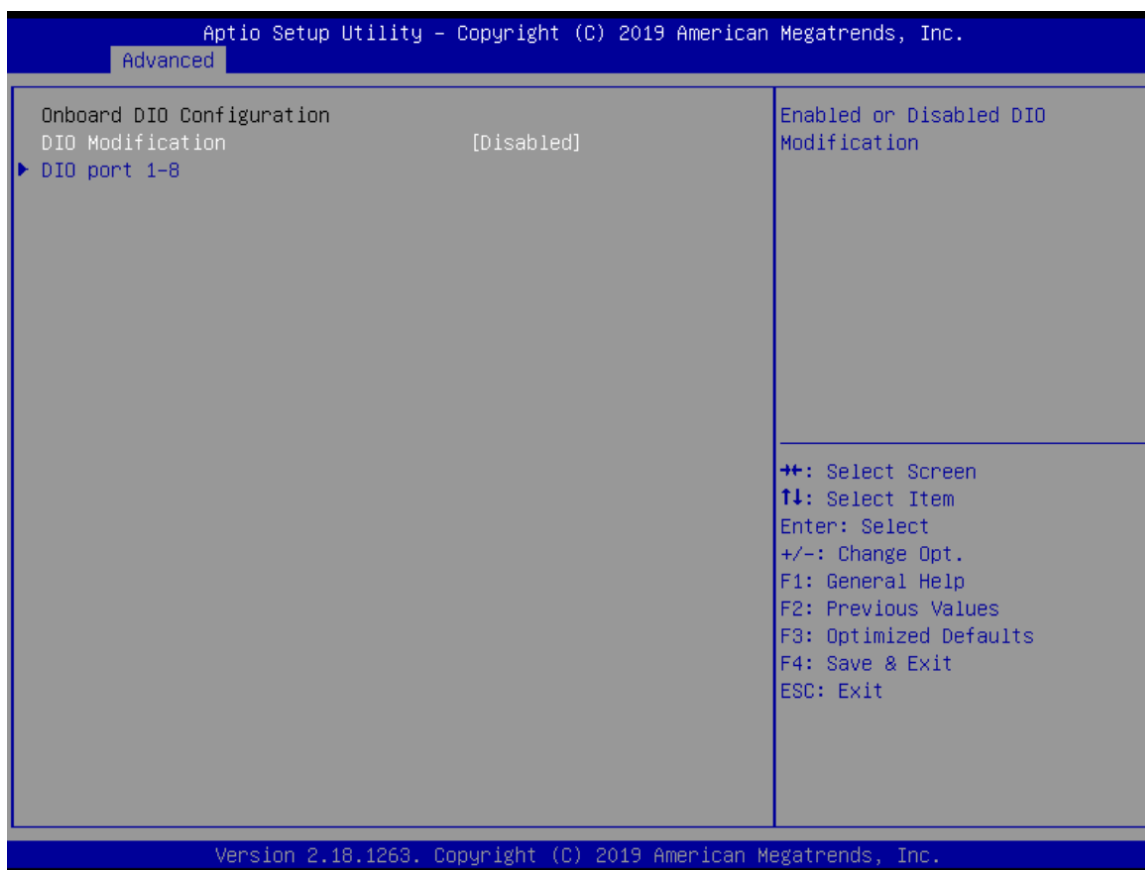 Aptio Setup Utility – Copyright (C) 2019 American Megatrends, Inc.
Advanced
Onboard DIO Configuration
DIO Modification [Disabled]
▶ DIO port 1-8
Enabled or Disabled DIO
Modification
→←: Select Screen
↑↓: Select Item
Enter: Select
+/-: Change Opt.
F1: General Help
F2: Previous Values
F3: Optimized Defaults
F4: Save & Exit
ESC: Exit
Version 2.18.1263. Copyright (C) 2019 American Megatrends, Inc.